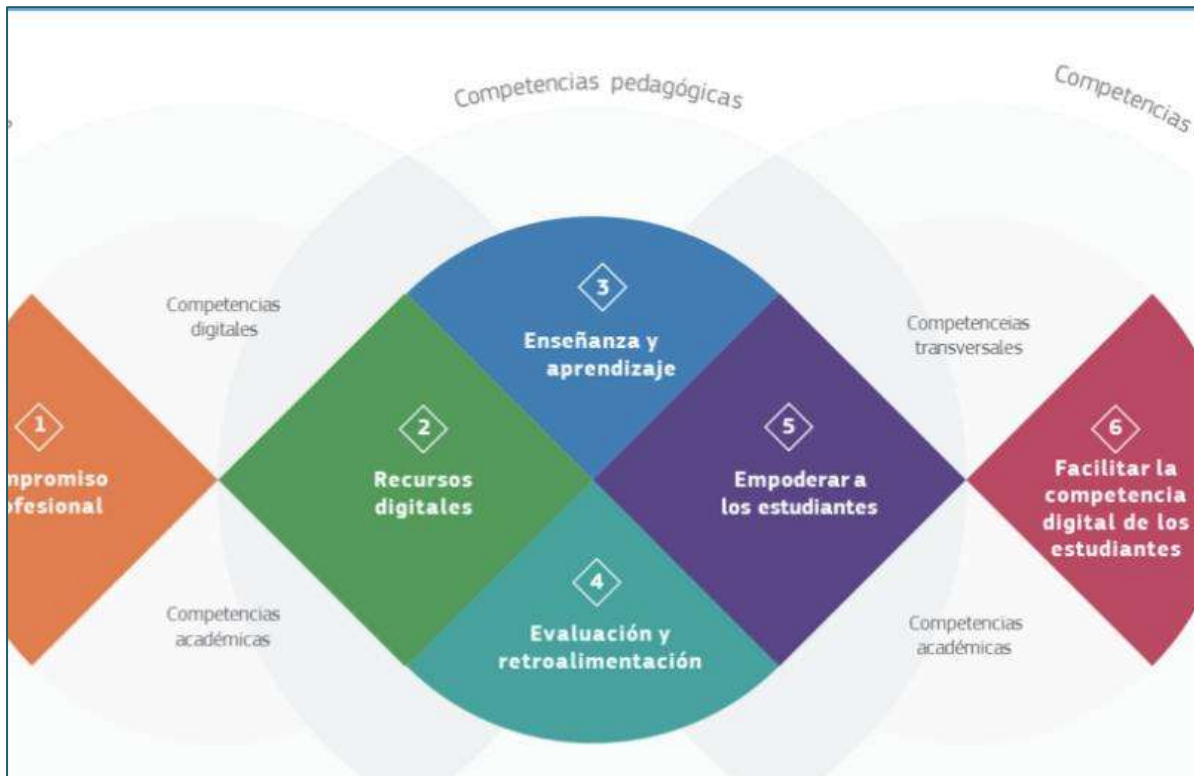 Competencias pedagógicas
Competencias
Competencias
digitales
Competenceias
transversales
3
Enseñanza y
aprendizaje
1
mpromiso
ofesional
2
Recursos
digitales
5
Empoderar a
los estudiantes
6
Facilitar la
competencia
digital de los
estudiantes
4
Evaluación y
retroalimentación
Competencias
académicas
Competencias
académicas